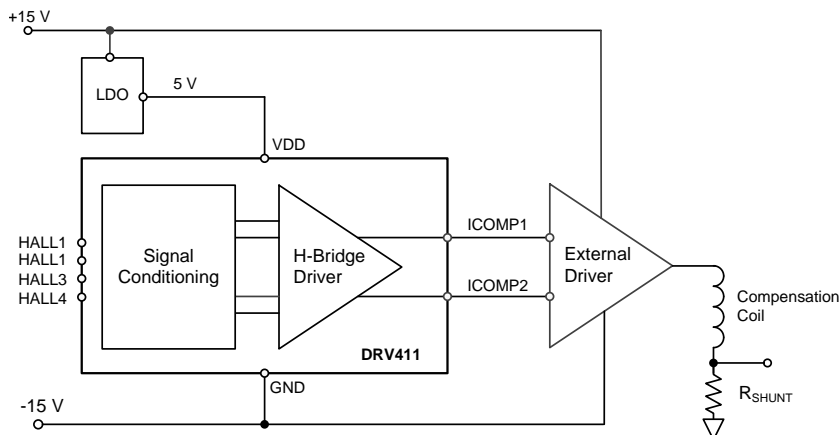 +15 V
LDO
5 V
VDD
HALL1
HALL1
HALL3
HALL4
Signal
Conditioning
H-Bridge
Driver
DRV411
ICOMP1
ICOMP2
External
Driver
Compensation
Coil
RSHUNT
GND
-15 V